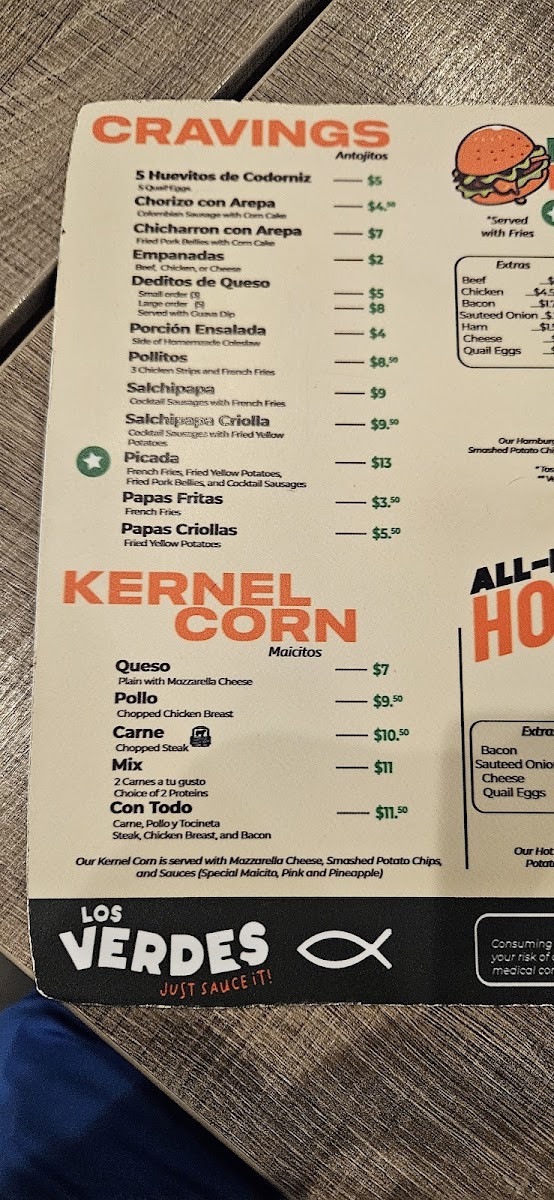 CRAVINGS
Antojitos
5 Huevitos de Codorniz $5
5 Quail Eggs
Chorizo con Arepa $4.50
Colombian Sausage with Corn Cake
Chicharron con Arepa $7
Fried Pork Bellies with Corn Cake
Empanadas $2
Beef, Chicken, or Cheese
Deditos de Queso
Small order (3) $5
Large order (5) $8
Served with Guava Dip
Porción Ensalada $4
Side of Homemade Coleslaw
Pollitos $8.50
3 Chicken Strips and French Fries
Salchipapa $9
Cocktail Sausages with French Fries
Salchipapa Criolla $9.50
Cocktail Sausages with Fried Yellow
Potatoes
Picada $13
French Fries, Fried Yellow Potatoes,
Fried Pork Bellies, and Cocktail Sausages
Papas Fritas $3.50
French Fries
Papas Criollas $5.50
Fried Yellow Potatoes
KERNEL
CORN
Maicitos
Queso $7
Plain with Mozzarella Cheese
Pollo $9.50
Chopped Chicken Breast
Carne $10.50
Chopped Steak
Mix $11
2 Carnes a tu gusto
Choice of 2 Proteins
Con Todo $11.50
Carne, Pollo y Tocineta
Steak, Chicken Breast, and Bacon
Our Kernel Corn is served with Mozzarella Cheese, Smashed Potato Chips,
and Sauces (Special Maicito, Pink and Pineapple)
LOS
VERDES
JUST SAUCE iT!
*Served
with Fries
Extras
Beef
Chicken $4.5
Bacon
Sauteed Onion
Ham
Cheese
Quail Eggs
Our Hamburg
Smashed Potato Chi
ALL-
HO
Extras
Bacon
Sauteed Onio
Cheese
Quail Eggs
Our Hot
Potat
Consuming
your risk of
medical con